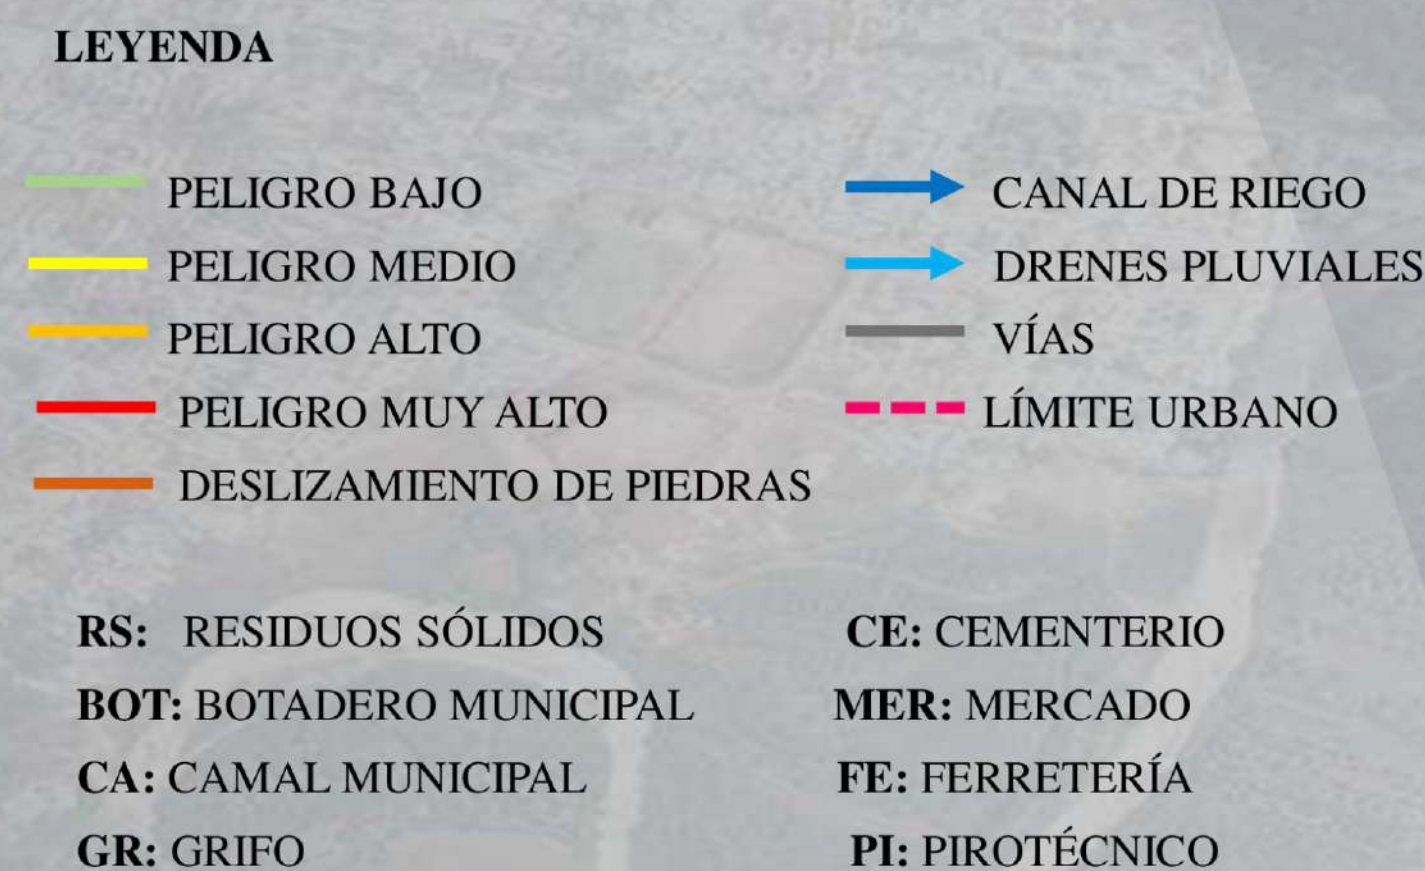 LEYENDA
PELIGRO BAJO
PELIGRO MEDIO
PELIGRO ALTO
PELIGRO MUY ALTO
DESLIZAMIENTO DE PIEDRAS
CANAL DE RIEGO
DRENES PLUVIALES
VÍAS
LÍMITE URBANO
RS: RESIDUOS SÓLIDOS
BOT: BOTADERO MUNICIPAL
CA: CAMAL MUNICIPAL
GR: GRIFO
CE: CEMENTERIO
MER: MERCADO
FE: FERRETERÍA
PI: PIROTÉCNICO